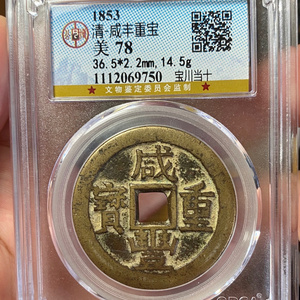 1853
清·咸丰重宝
美 78
36.5*2.2mm,14.5g
1112069750 宝川当十
★ 文物鉴定委员会监制 ★
咸
寶 重
豐